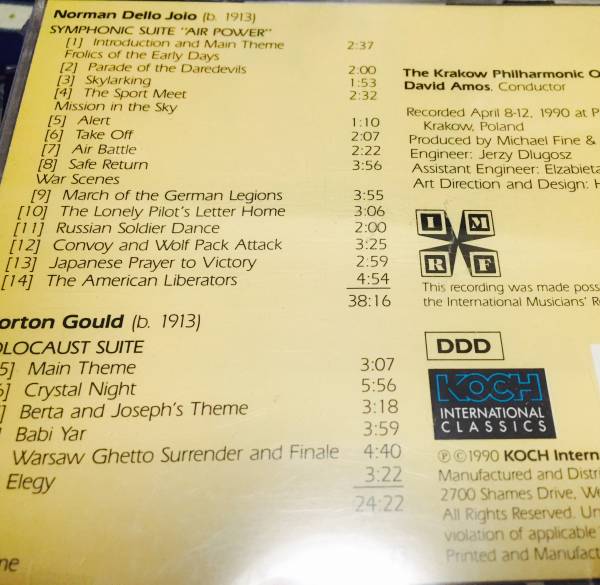 Norman Dello Joio (b. 1913)
SYMPHONIC SUITE "AIR POWER"
[1] Introduction and Main Theme 2:37
Frolics of the Early Days
[2] Parade of the Daredevils 2:00
[3] Skylarking 1:53
[4] The Sport Meet 2:32
Mission in the Sky
[5] Alert 1:10
[6] Take Off 2:07
[7] Air Battle 2:22
[8] Safe Return 3:56
War Scenes
[9] March of the German Legions 3:55
[10] The Lonely Pilot's Letter Home 3:06
[11] Russian Soldier Dance 2:00
[12] Convoy and Wolf Pack Attack 3:25
[13] Japanese Prayer to Victory 2:59
[14] The American Liberators 4:54
38:16
orton Gould (b. 1913)
OLOCAUST SUITE
5] Main Theme 3:07
6] Crystal Night 5:56
] Berta and Joseph's Theme 3:18
] Babi Yar 3:59
Warsaw Ghetto Surrender and Finale 4:40
Elegy 3:22
24:22
ne
The Krakow Philharmonic O
David Amos, Conductor
Recorded April 8-12, 1990 at P
Krakow, Poland
Produced by Michael Fine &
Engineer: Jerzy Dlugosz
Assistant Engineer: Elzabieta
Art Direction and Design: H
I M
R F
This recording was made poss
the International Musicians' R
DDD
KOCH
INTERNATIONAL
CLASSICS
℗ ©1990 KOCH Intern
Manufactured and Distri
2700 Shames Drive, We
All Rights Reserved. Un
violation of applicable
Printed and Manufact